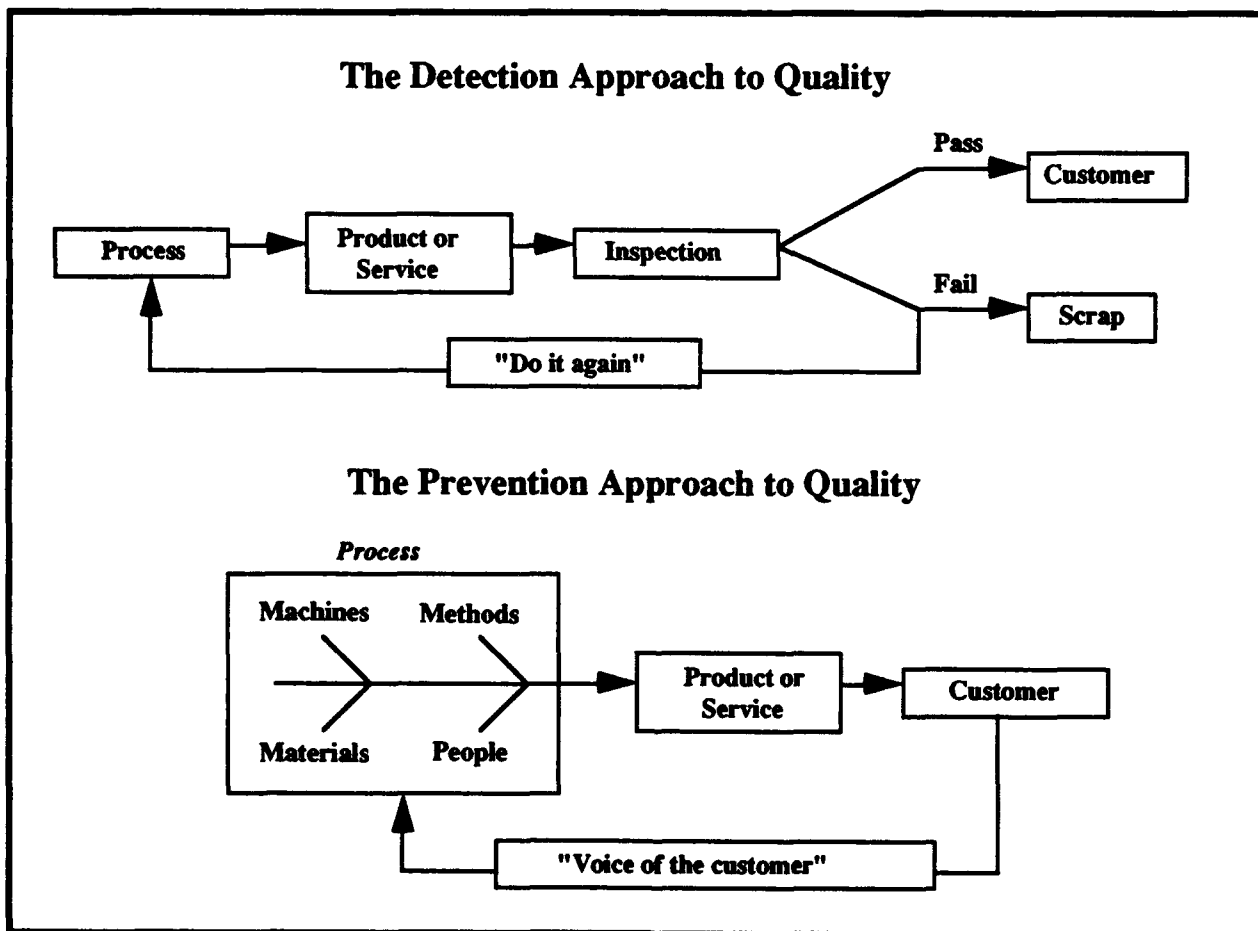 The Detection Approach to Quality
Pass
Customer
Process
Product or
Service
Inspection
Fail
Scrap
"Do it again"
The Prevention Approach to Quality
Process
Machines
Methods
Product or
Service
Customer
Materials
People
"Voice of the customer"